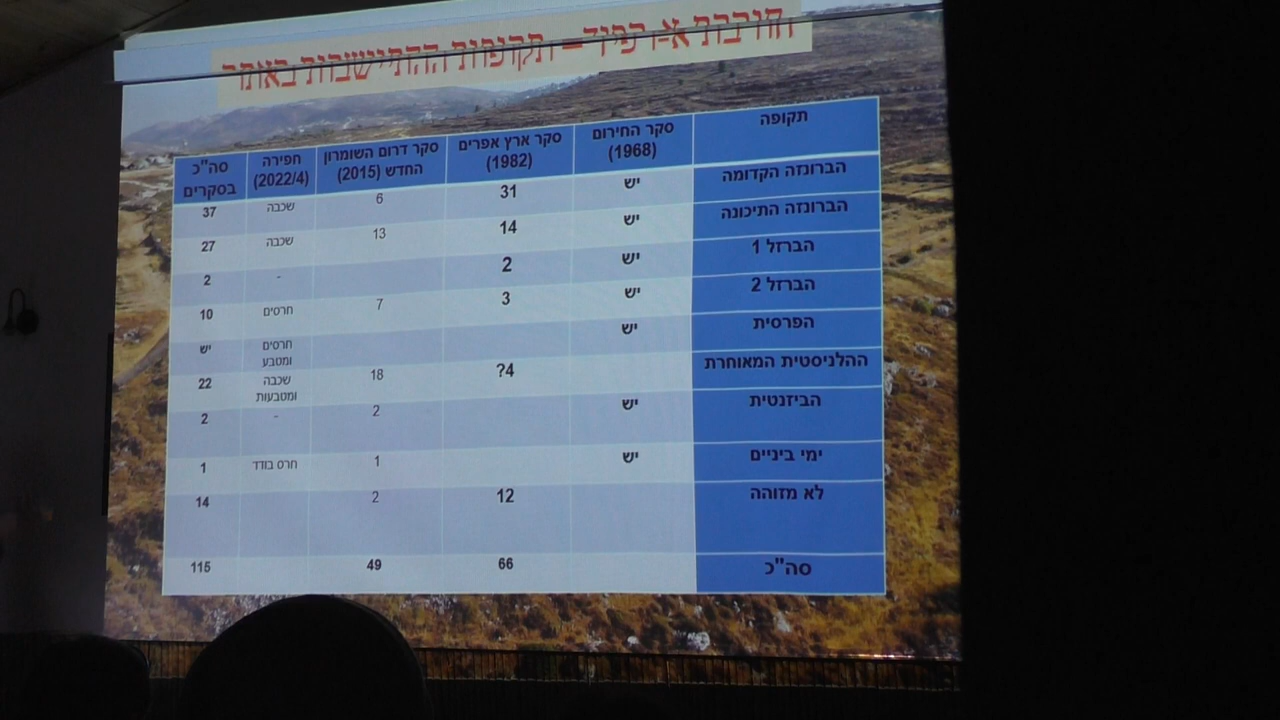 חורבת א-רפיד – תקופות ההתיישבות באתר
תקופה
סקר החירום
(1968)
סקר ארץ אפרים
(1982)
סקר דרום השומרון
החדש (2015)
חפירה
(2022/4)
סה"כ
בסקרים
הברונזה הקדומה
יש
31
6
שכבה
37
הברונזה התיכונה
יש
14
13
שכבה
27
הברזל 1
יש
2
-
2
הברזל 2
יש
3
7
חרסים
10
הפרסית
יש
חרסים
ומטבע
יש
ההלניסטית המאוחרת
4?
18
שכבה
ומטבעות
22
הביזנטית
יש
2
-
2
ימי ביניים
יש
1
חרס בודד
1
לא מזוהה
12
2
14
סה"כ
66
49
115